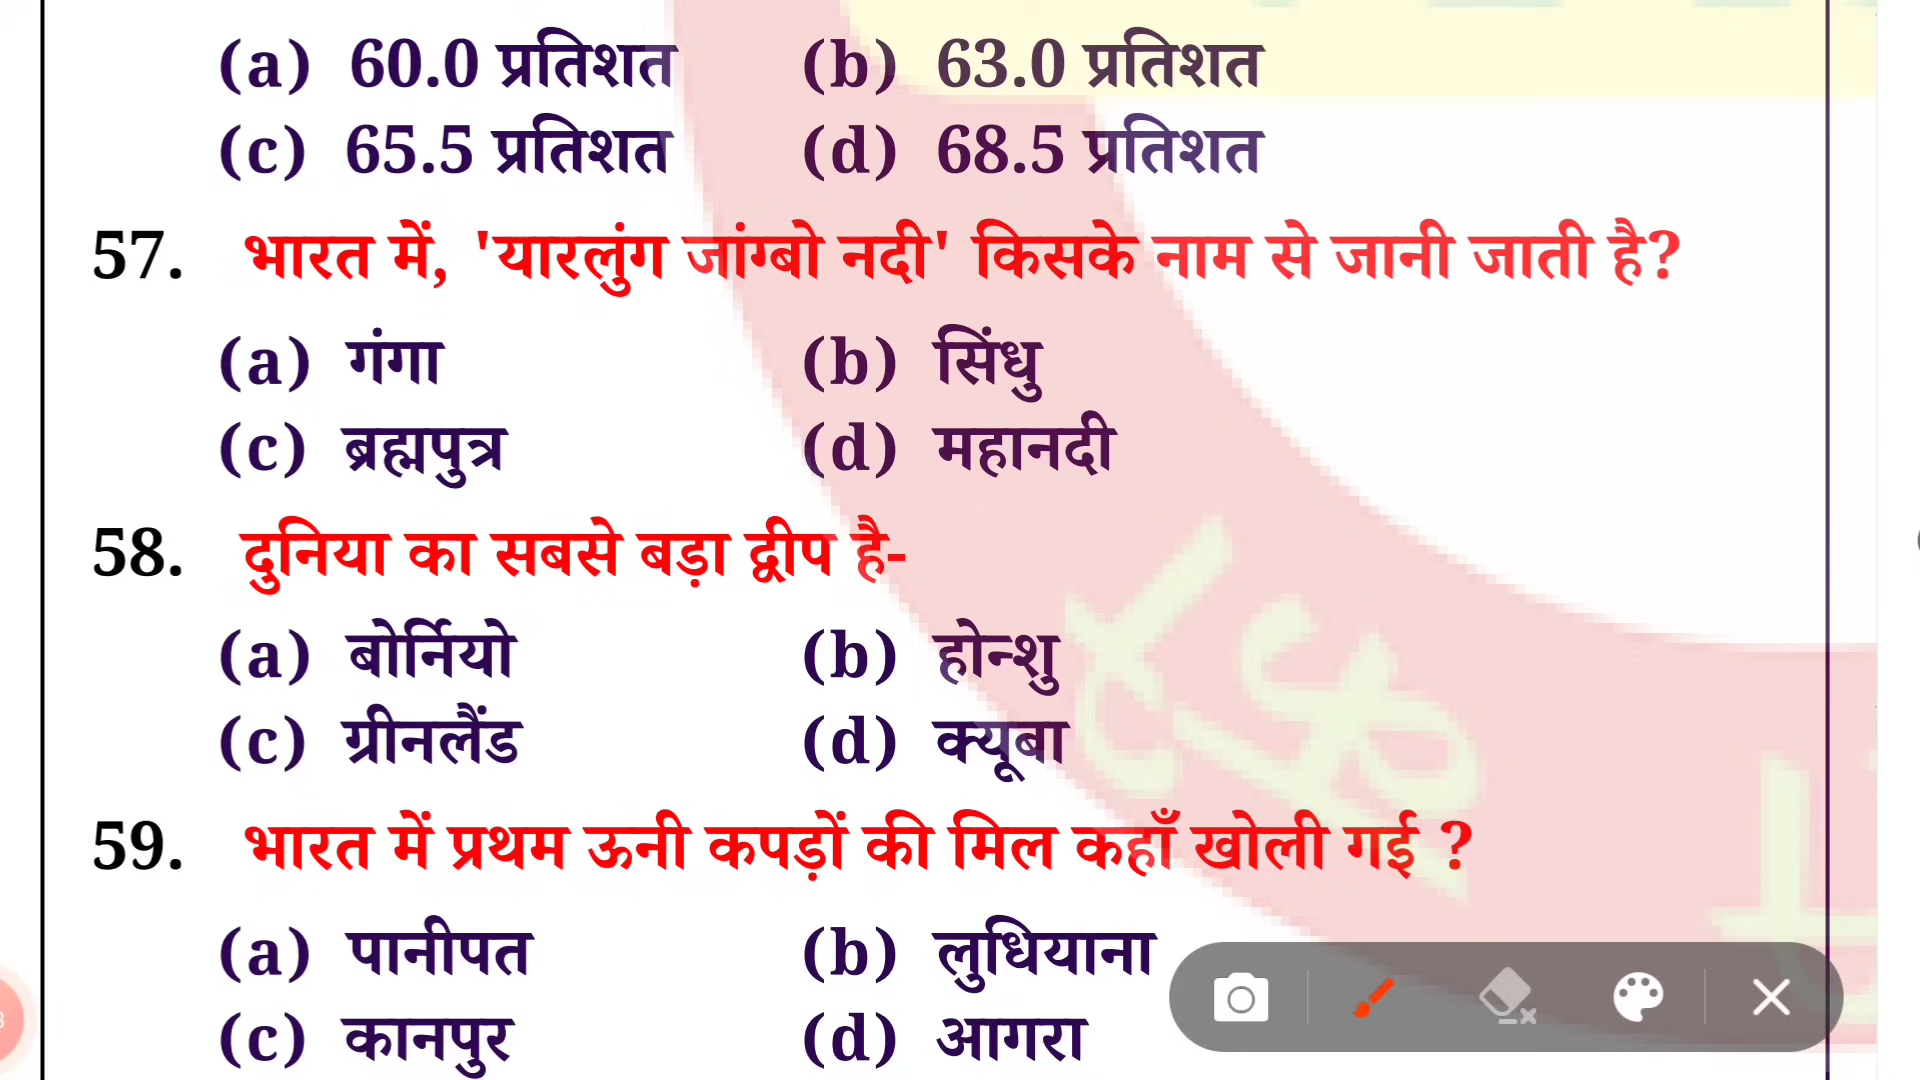 (a) 60.0 प्रतिशत (b) 63.0 प्रतिशत
(c) 65.5 प्रतिशत (d) 68.5 प्रतिशत
57. भारत में, 'यारलुंग जांग्बो नदी' किसके नाम से जानी जाती है?
(a) गंगा (b) सिंधु
(c) ब्रह्मपुत्र (d) महानदी
58. दुनिया का सबसे बड़ा द्वीप है-
(a) बोर्नियो (b) होन्शु
(c) ग्रीनलैंड (d) क्यूबा
59. भारत में प्रथम ऊनी कपड़ों की मिल कहाँ खोली गई ?
(a) पानीपत (b) लुधियाना
(c) कानपुर (d) आगरा